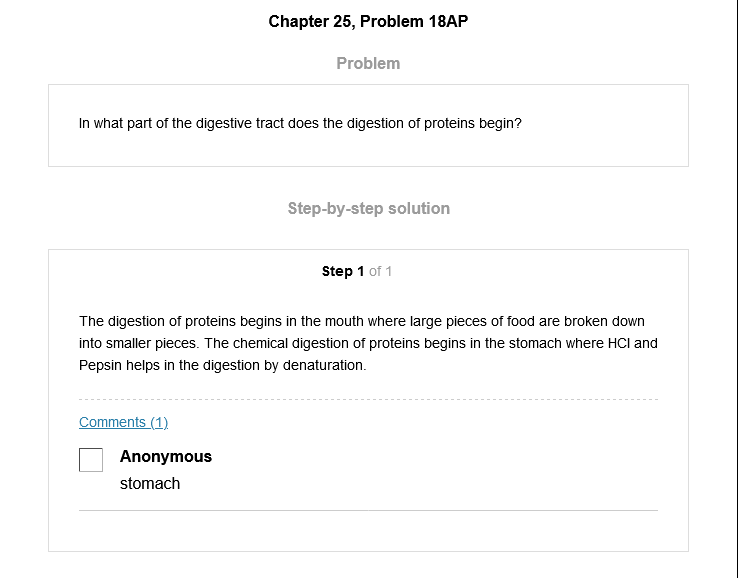 Chapter 25, Problem 18AP
Problem
In what part of the digestive tract does the digestion of proteins begin?
Step-by-step solution
Step 1 of 1
The digestion of proteins begins in the mouth where large pieces of food are broken down
into smaller pieces. The chemical digestion of proteins begins in the stomach where HCl and
Pepsin helps in the digestion by denaturation.
Comments (1)
Anonymous
stomach